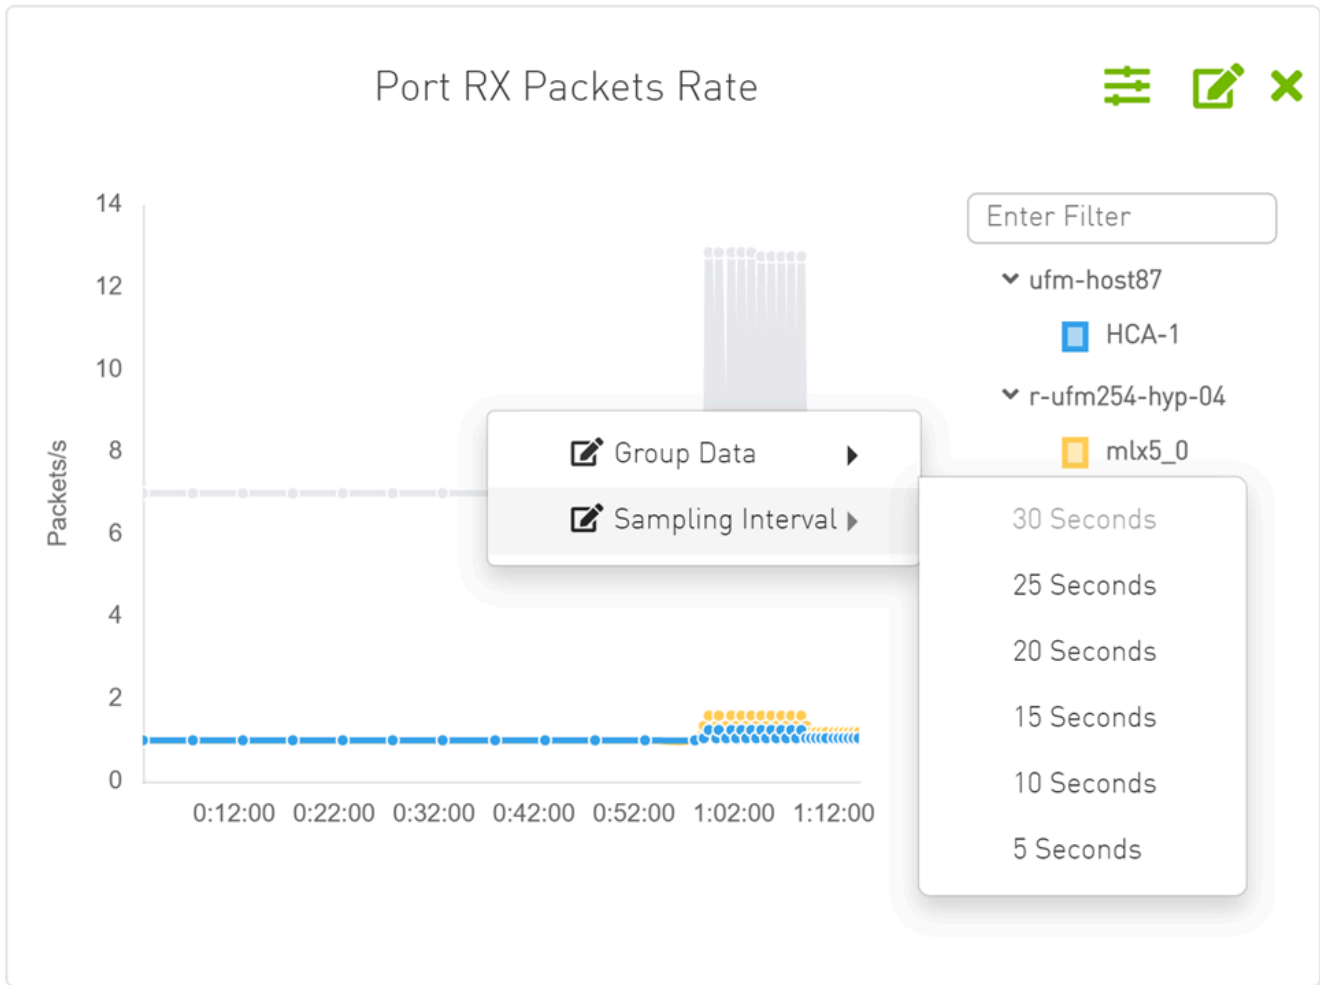 Port RX Packets Rate
14
12
10
8
6
4
2
0
Packets/s
0:12:00 0:22:00 0:32:00 0:42:00 0:52:00 1:02:00 1:12:00
Enter Filter
ufm-host87
HCA-1
r-ufm254-hyp-04
mlx5_0
Group Data
Sampling Interval
30 Seconds
25 Seconds
20 Seconds
15 Seconds
10 Seconds
5 Seconds